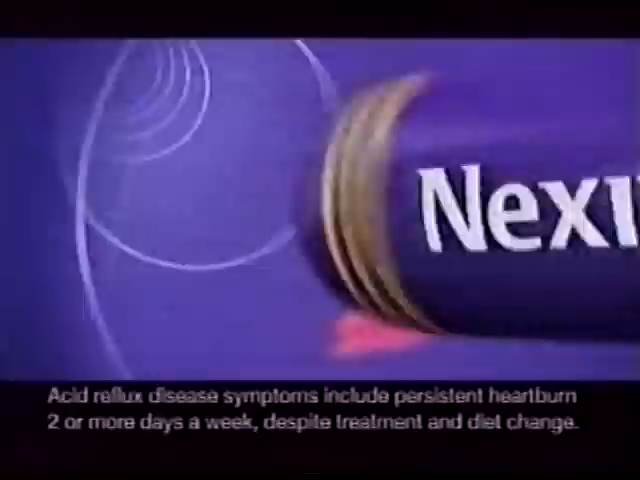 Nexi
Acid reflux disease symptoms include persistent heartburn
2 or more days a week, despite treatment and diet change.